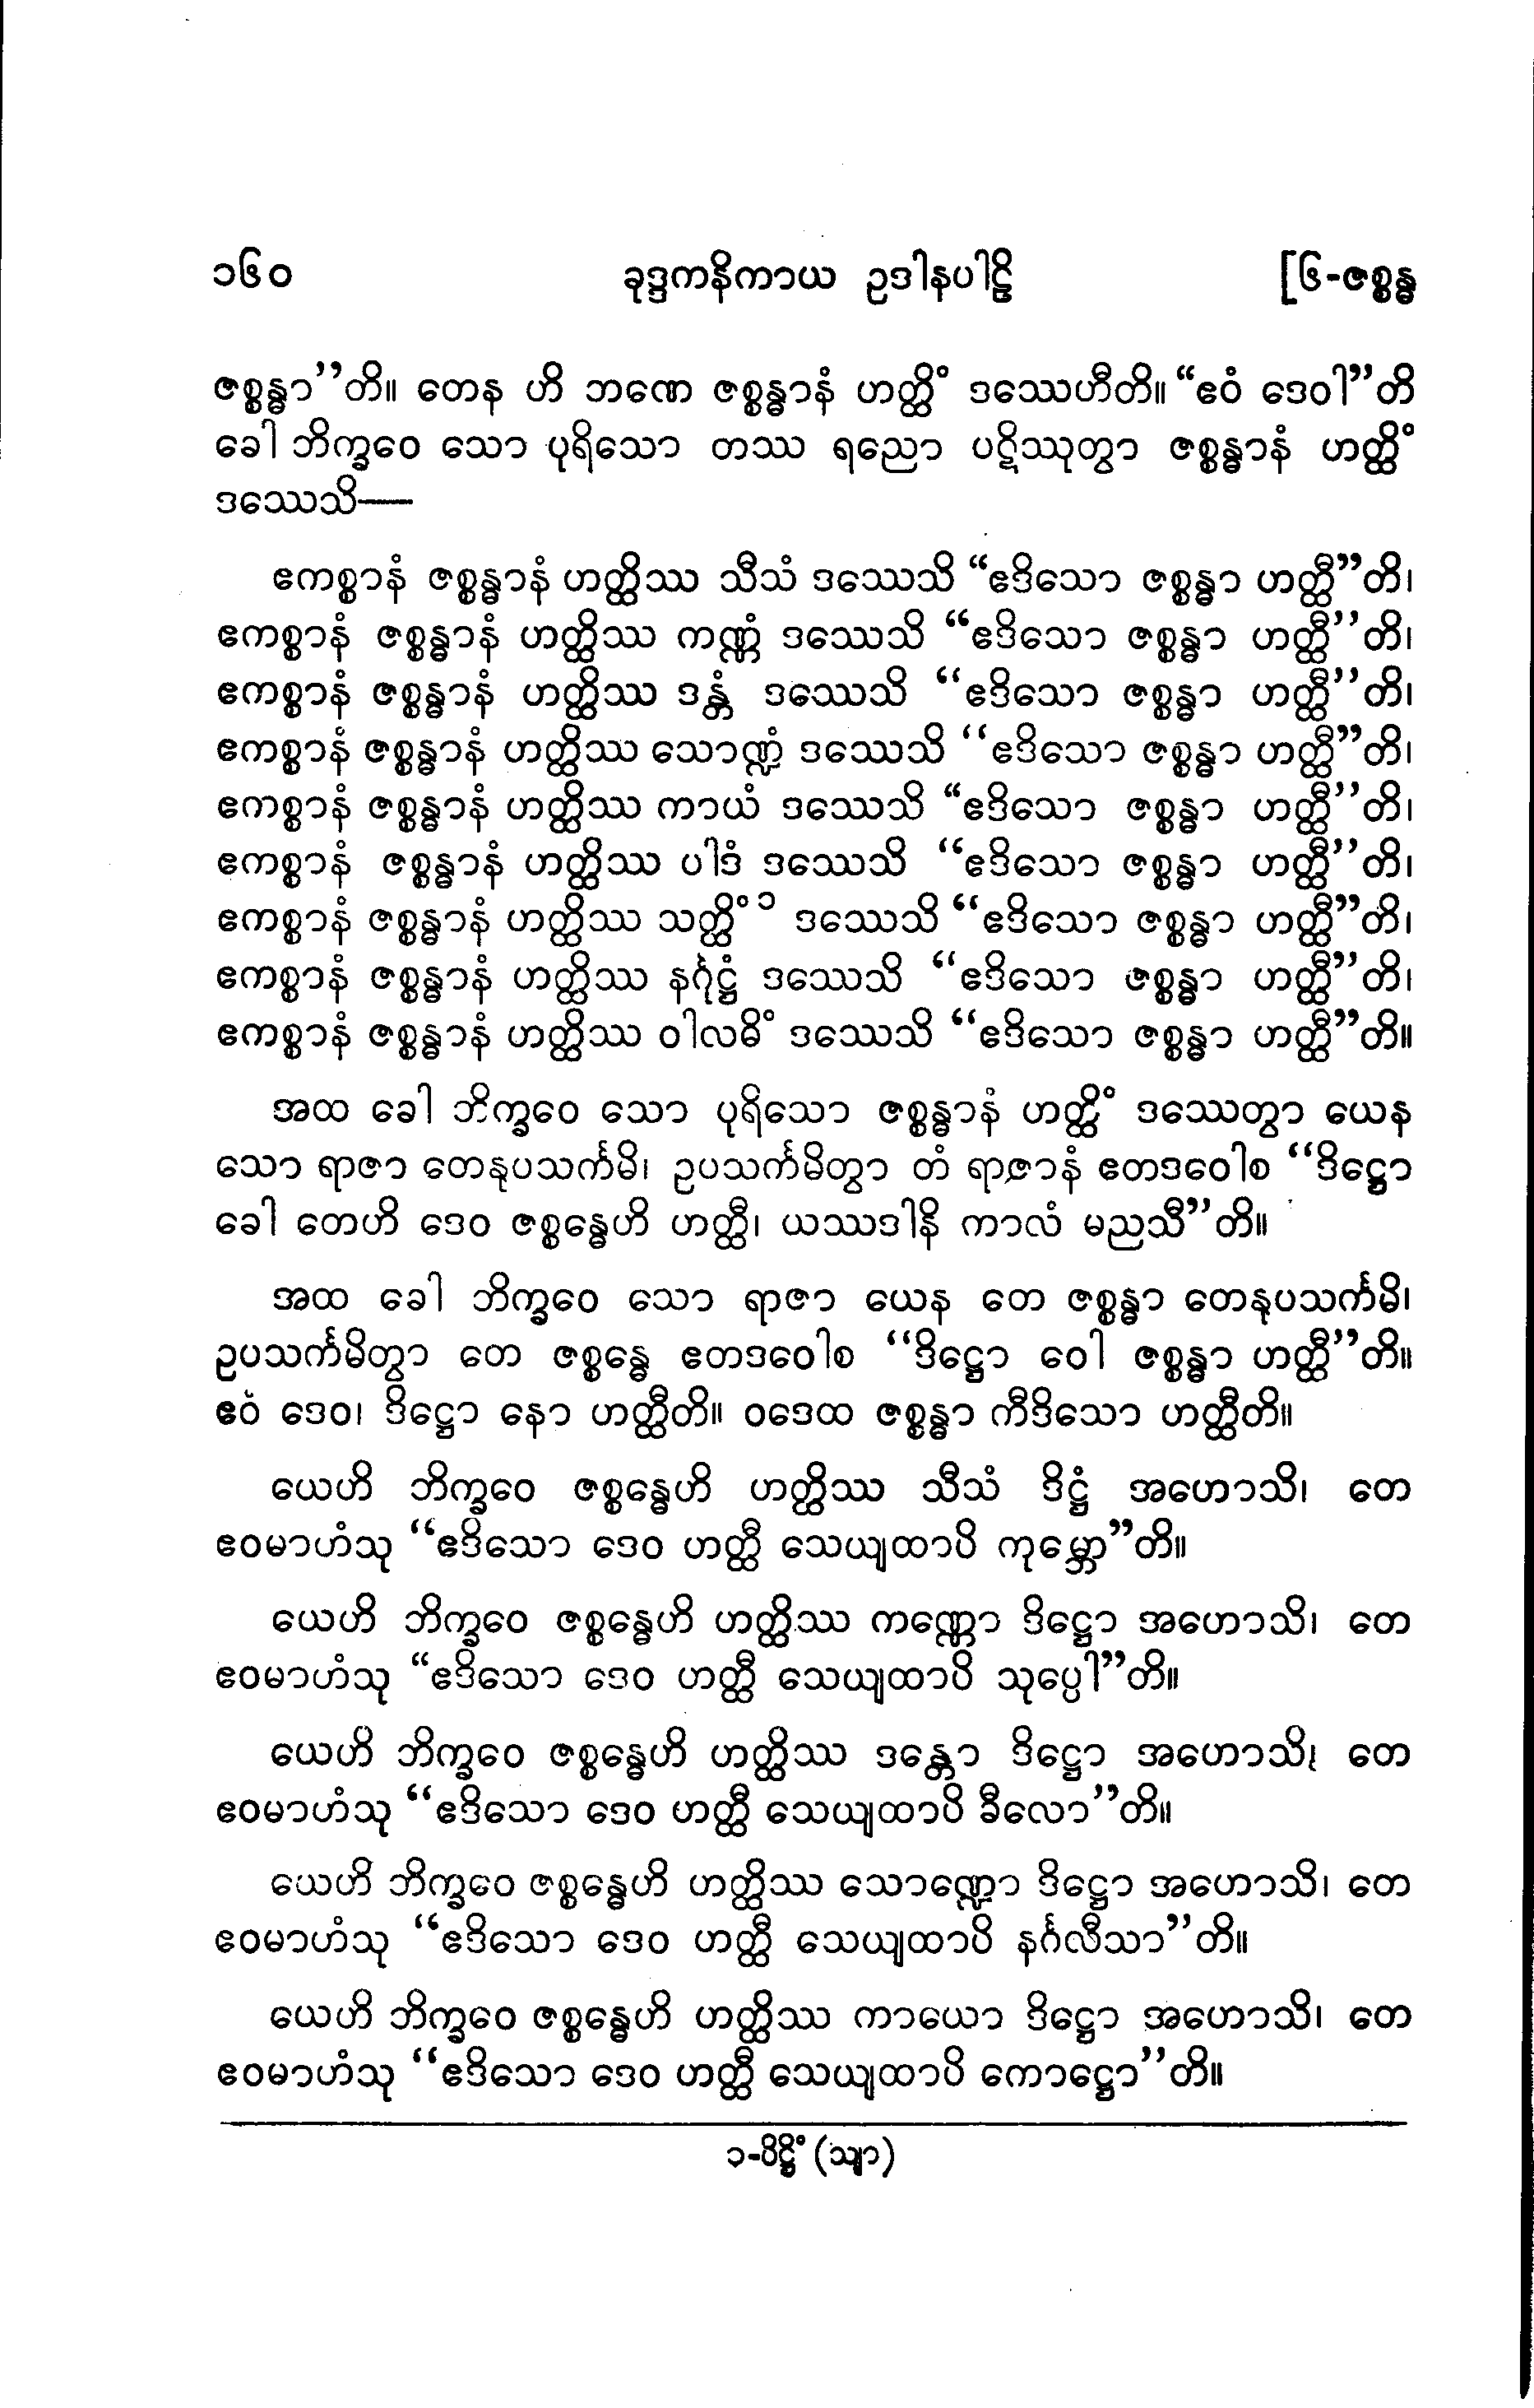 ၁၆၀ ခုဒ္ဒကနိကာယ ဥဒါနပါဠိ [၆-ဇစ္စန္ဓ
ဇစ္စန္ဓာ’’တိ။ တေန ဟိ ဘဏေ ဇစ္စန္ဓာနံ ဟတ္ထိံ ဒဿေဟီတိ။ “ဧဝံ ဒေဝါ”တိ
ခေါ ဘိက္ခဝေ သော ပုရိသော တဿ ရညော ပဋိဿုတွာ ဇစ္စန္ဓာနံ ဟတ္ထိံ
ဒဿေသိ—
ဧကစ္စာနံ ဇစ္စန္ဓာနံ ဟတ္ထိဿ သီသံ ဒဿေသိ “ဧဒိသော ဇစ္စန္ဓာ ဟတ္ထီ”တိ၊
ဧကစ္စာနံ ဇစ္စန္ဓာနံ ဟတ္ထိဿ ကဏ္ဏံ ဒဿေသိ “ဧဒိသော ဇစ္စန္ဓာ ဟတ္ထီ’’တိ၊
ဧကစ္စာနံ ဇစ္စန္ဓာနံ ဟတ္ထိဿ ဒန္တံ ဒဿေသိ “ဧဒိသော ဇစ္စန္ဓာ ဟတ္ထီ’’တိ၊
ဧကစ္စာနံ ဇစ္စန္ဓာနံ ဟတ္ထိဿ သောဏ္ဍံ ဒဿေသိ ‘‘ဧဒိသော ဇစ္စန္ဓာ ဟတ္ထီ”တိ၊
ဧကစ္စာနံ ဇစ္စန္ဓာနံ ဟတ္ထိဿ ကာယံ ဒဿေသိ “ဧဒိသော ဇစ္စန္ဓာ ဟတ္ထီ’’တိ၊
ဧကစ္စာနံ ဇစ္စန္ဓာနံ ဟတ္ထိဿ ပါဒံ ဒဿေသိ “ဧဒိသော ဇစ္စန္ဓာ ဟတ္ထီ’’တိ၊
ဧကစ္စာနံ ဇစ္စန္ဓာနံ ဟတ္ထိဿ သတ္ထိံ ၁ ဒဿေသိ “ဧဒိသော ဇစ္စန္ဓာ ဟတ္ထီ”တိ၊
ဧကစ္စာနံ ဇစ္စန္ဓာနံ ဟတ္ထိဿ နင်္ဂုဋ္ဌံ ဒဿေသိ “ဧဒိသော ဇစ္စန္ဓာ ဟတ္ထီ”တိ၊
ဧကစ္စာနံ ဇစ္စန္ဓာနံ ဟတ္ထိဿ ဝါလဓိံ ဒဿေသိ “ဧဒိသော ဇစ္စန္ဓာ ဟတ္ထီ”တိ။
အထ ခေါ ဘိက္ခဝေ သော ပုရိသော ဇစ္စန္ဓာနံ ဟတ္ထိံ ဒဿေတွာ ယေန
သော ရာဇာ တေနုပသင်္ကမိ၊ ဥပသင်္ကမိတွာ တံ ရာဇာနံ ဧတဒဝေါစ “ဒိဋ္ဌော
ခေါ တေဟိ ဒေဝ ဇစ္စန္ဓေဟိ ဟတ္ထီ၊ ယဿဒါနိ ကာလံ မညသီ”တိ။
အထ ခေါ ဘိက္ခဝေ သော ရာဇာ ယေန တေ ဇစ္စန္ဓာ တေနုပသင်္ကမိ၊
ဥပသင်္ကမိတွာ တေ ဇစ္စန္ဓေ ဧတဒဝေါစ “ဒိဋ္ဌော ဝေါ ဇစ္စန္ဓာ ဟတ္ထီ”တိ။
ဧဝံ ဒေဝ၊ ဒိဋ္ဌော နော ဟတ္ထီတိ။ ဝဒေထ ဇစ္စန္ဓာ ကီဒိသော ဟတ္ထီတိ။
ယေဟိ ဘိက္ခဝေ ဇစ္စန္ဓေဟိ ဟတ္ထိဿ သီသံ ဒိဋ္ဌံ အဟောသိ၊ တေ
ဧဝမာဟံသု “ဧဒိသော ဒေဝ ဟတ္ထီ သေယျထာပိ ကုမ္ဘော”တိ။
ယေဟိ ဘိက္ခဝေ ဇစ္စန္ဓေဟိ ဟတ္ထိဿ ကဏ္ဏော ဒိဋ္ဌော အဟောသိ၊ တေ
ဧဝမာဟံသု “ဧဒိသော ဒေဝ ဟတ္ထီ သေယျထာပိ သုပ္ပေါ”တိ။
ယေဟိ ဘိက္ခဝေ ဇစ္စန္ဓေဟိ ဟတ္ထိဿ ဒန္တော ဒိဋ္ဌော အဟောသိ၊ တေ
ဧဝမာဟံသု “ဧဒိသော ဒေဝ ဟတ္ထီ သေယျထာပိ ခီလော’’တိ။
ယေဟိ ဘိက္ခဝေ ဇစ္စန္ဓေဟိ ဟတ္ထိဿ သောဏ္ဍော ဒိဋ္ဌော အဟောသိ၊ တေ
ဧဝမာဟံသု “ဧဒိသော ဒေဝ ဟတ္ထီ သေယျထာပိ နင်္ဂလီသာ’’တိ။
ယေဟိ ဘိက္ခဝေ ဇစ္စန္ဓေဟိ ဟတ္ထိဿ ကာယော ဒိဋ္ဌော အဟောသိ၊ တေ
ဧဝမာဟံသု “ဧဒိသော ဒေဝ ဟတ္ထီ သေယျထာပိ ကောဋ္ဌော’’တိ။
၁-ပိဋ္ဌိံ (သျာ)